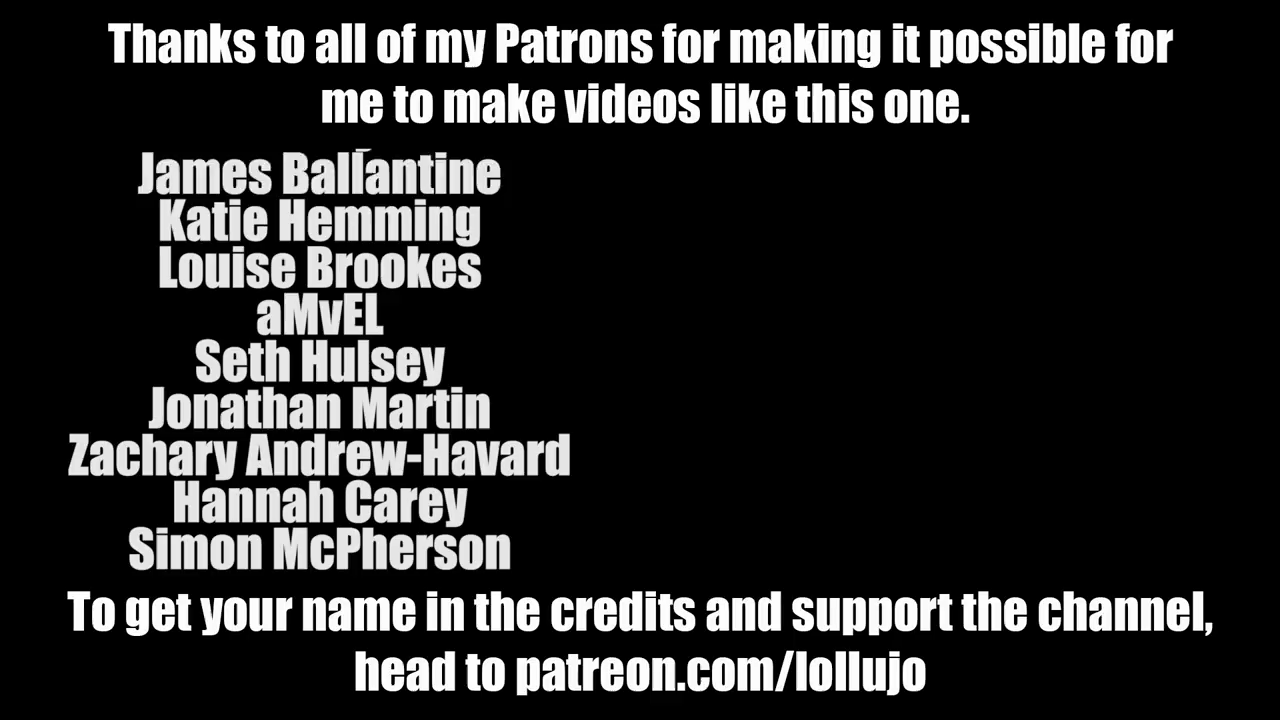 Thanks to all of my Patrons for making it possible for
me to make videos like this one.
James Ballantine
Katie Hemming
Louise Brookes
aMvEL
Seth Hulsey
Jonathan Martin
Zachary Andrew-Havard
Hannah Carey
Simon McPherson
To get your name in the credits and support the channel,
head to patreon.com/lollujo